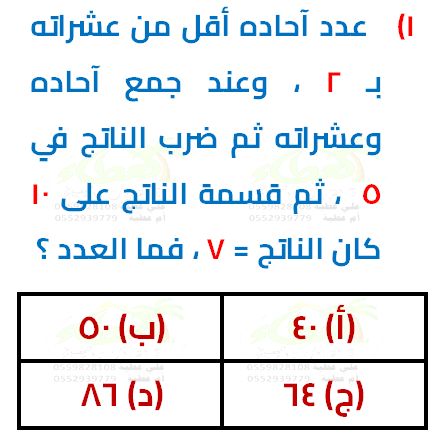 ١) عدد آحاده أقل من عشراته
بـ ٢ ، وعند جمع آحاده
وعشراته ثم ضرب الناتج في
٥ ، ثم قسمة الناتج على ١٠
كان الناتج = ٧ ، فما العدد ؟
(أ) ٤٠ (ب) ٥٠
(ج) ٦٤ (د) ٨٦